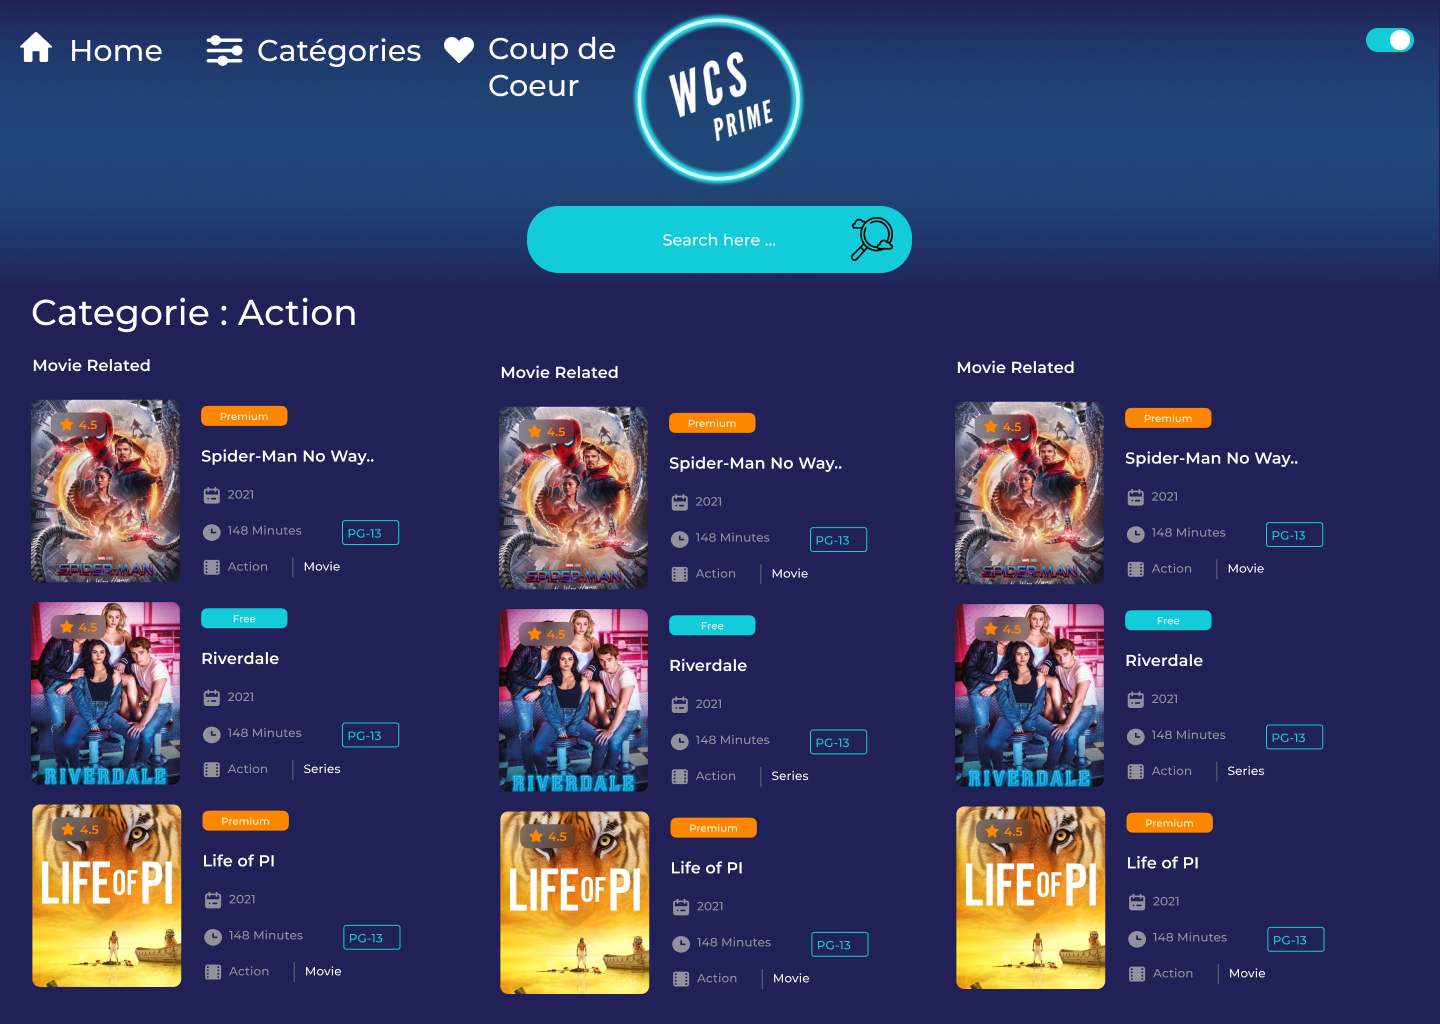 Home
Catégories
Coup de
Coeur
WCS
PRIME
Search here ...
Categorie : Action
Movie Related
4.5
SPIDER-MAN
Premium
Spider-Man No Way..
2021
148 Minutes
PG-13
Action
Movie
4.5
RIVERDALE
Free
Riverdale
2021
148 Minutes
PG-13
Action
Series
4.5
LIFE OF PI
Premium
Life of PI
2021
148 Minutes
PG-13
Action
Movie
Movie Related
4.5
SPIDER-MAN
Premium
Spider-Man No Way..
2021
148 Minutes
PG-13
Action
Movie
4.5
RIVERDALE
Free
Riverdale
2021
148 Minutes
PG-13
Action
Series
4.5
LIFE OF PI
Premium
Life of PI
2021
148 Minutes
PG-13
Action
Movie
Movie Related
4.5
SPIDER-MAN
Premium
Spider-Man No Way..
2021
148 Minutes
PG-13
Action
Movie
4.5
RIVERDALE
Free
Riverdale
2021
148 Minutes
PG-13
Action
Series
4.5
LIFE OF PI
Premium
Life of PI
2021
148 Minutes
PG-13
Action
Movie